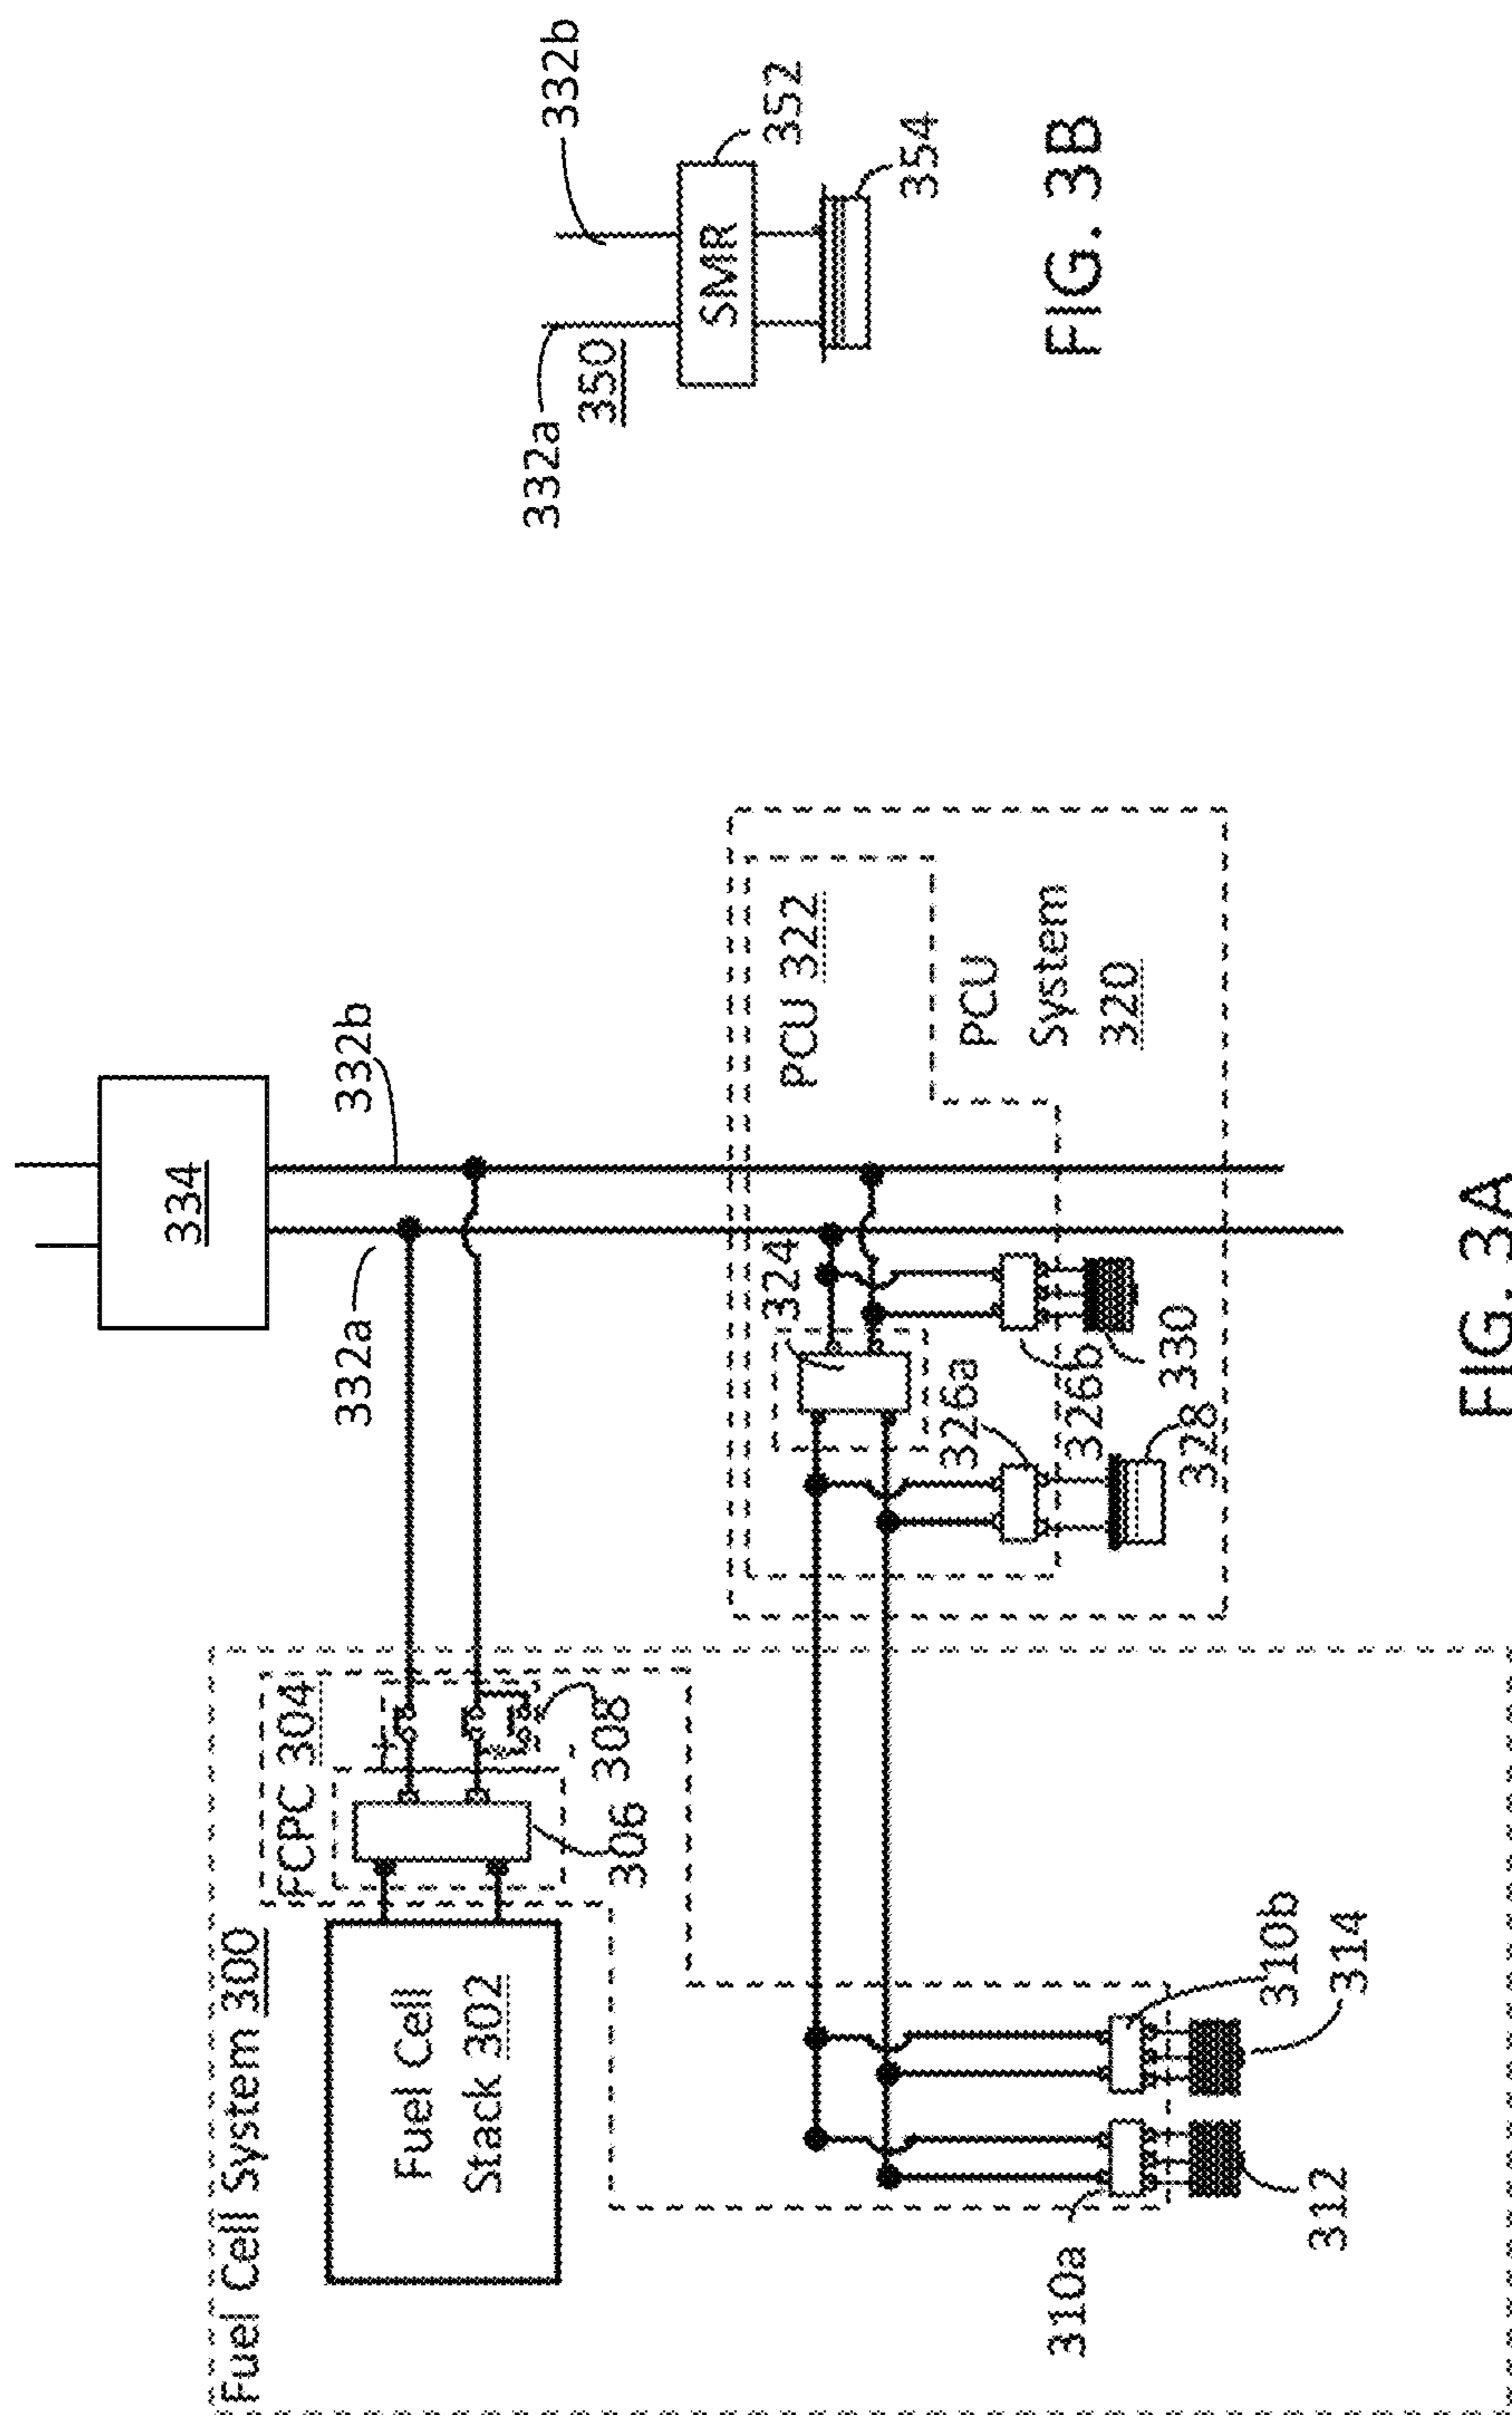 Fuel Cell System 300
FCPC 304
Fuel Cell
Stack 302
306
308
332a
332b
334
324
PCU 322
PCU
System
320
326a
326b
328
330
310a
310b
312
314
FIG. 3A
332a
332b
350
SMR
352
354
FIG. 3B